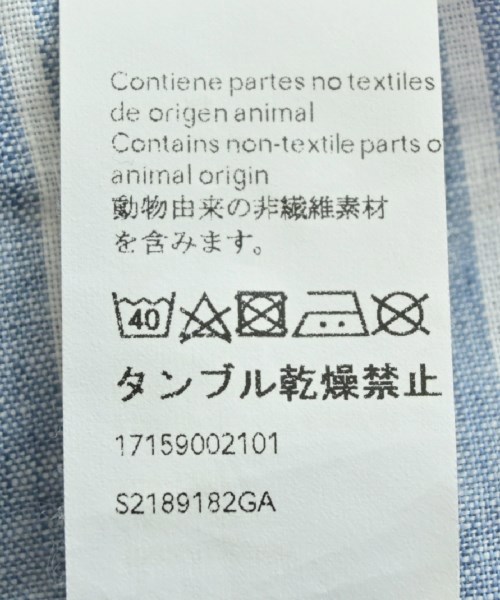 Contiene partes no textiles
de origen animal
Contains non-textile parts o
animal origin
動物由来の非繊維素材
を含みます。
40
タンブル乾燥禁止
17159002101
S2189182GA